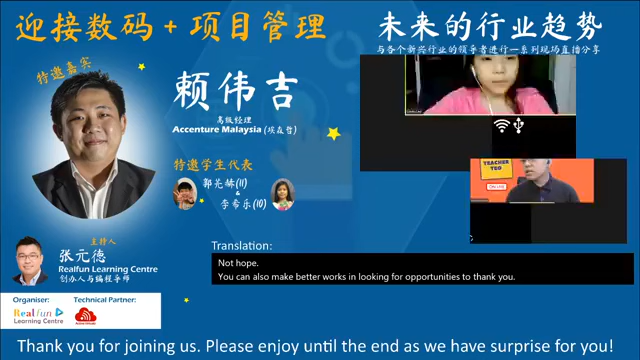 迎接数码 + 项目管理
未来的行业趋势
与各个新兴行业的领导者进行一系列现场直播分享
特邀嘉宾
赖伟吉
高级经理
Accenture Malaysia (埃森哲)
特邀学生代表
郭光赫(11)
&
李希乐(10)
TEACHER
TEO
ON LINE
主持人
张元德
Realfun Learning Centre
创办人与编程导师
Translation:
Not hope.
You can also make better works in looking for opportunities to thank you.
Organiser:
Realfun
Learning Centre
Technical Partner:
Thank you for joining us. Please enjoy until the end as we have surprise for you!